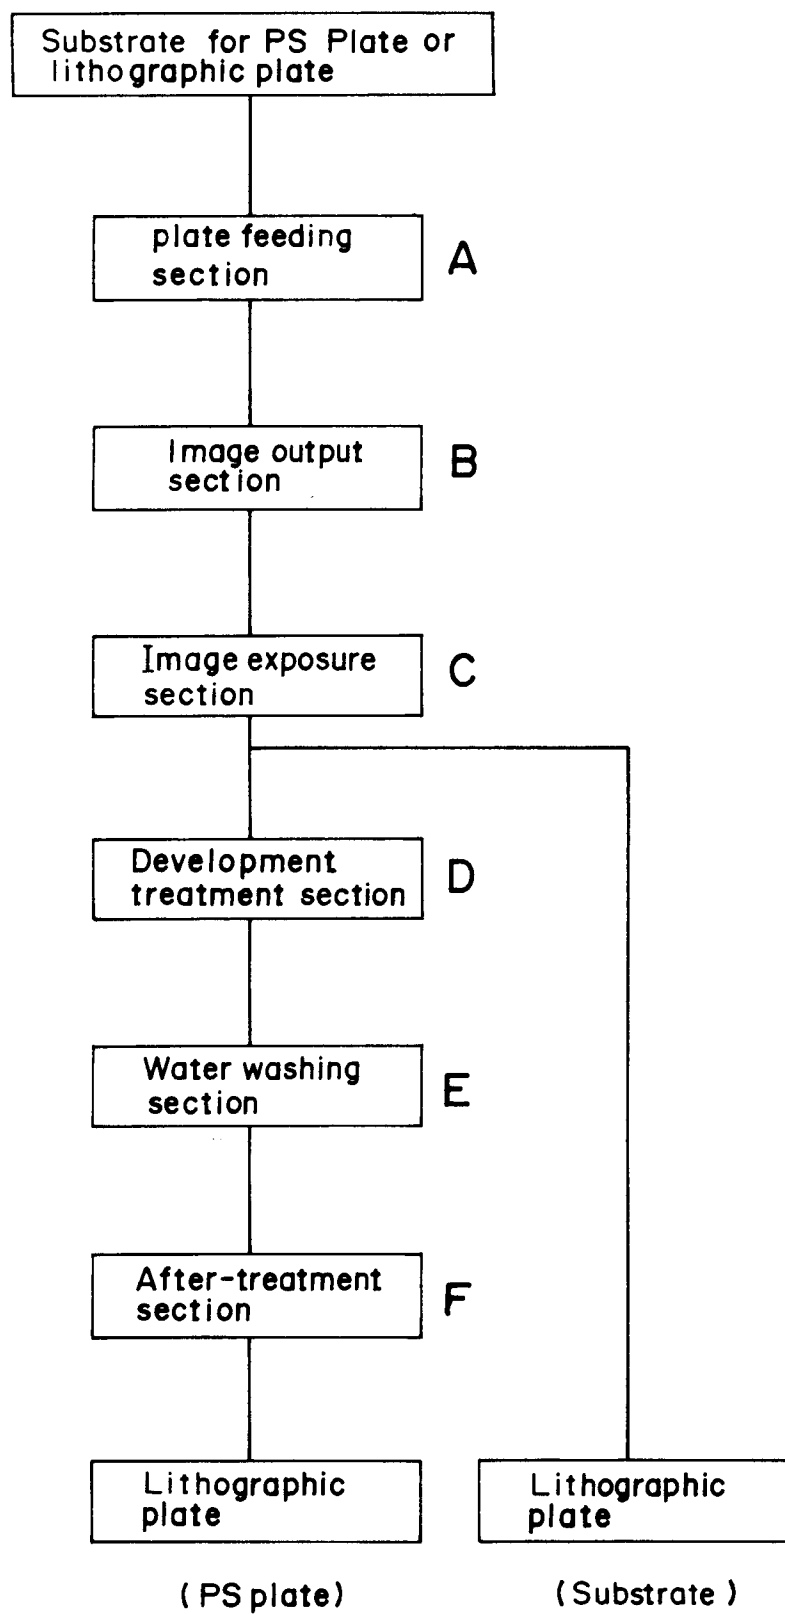 Substrate for PS Plate or
lithographic plate
plate feeding
section
A
Image output
section
B
Image exposure
section
C
Development
treatment section
D
Water washing
section
E
After-treatment
section
F
Lithographic
plate
(PS plate)
Lithographic
plate
(Substrate)